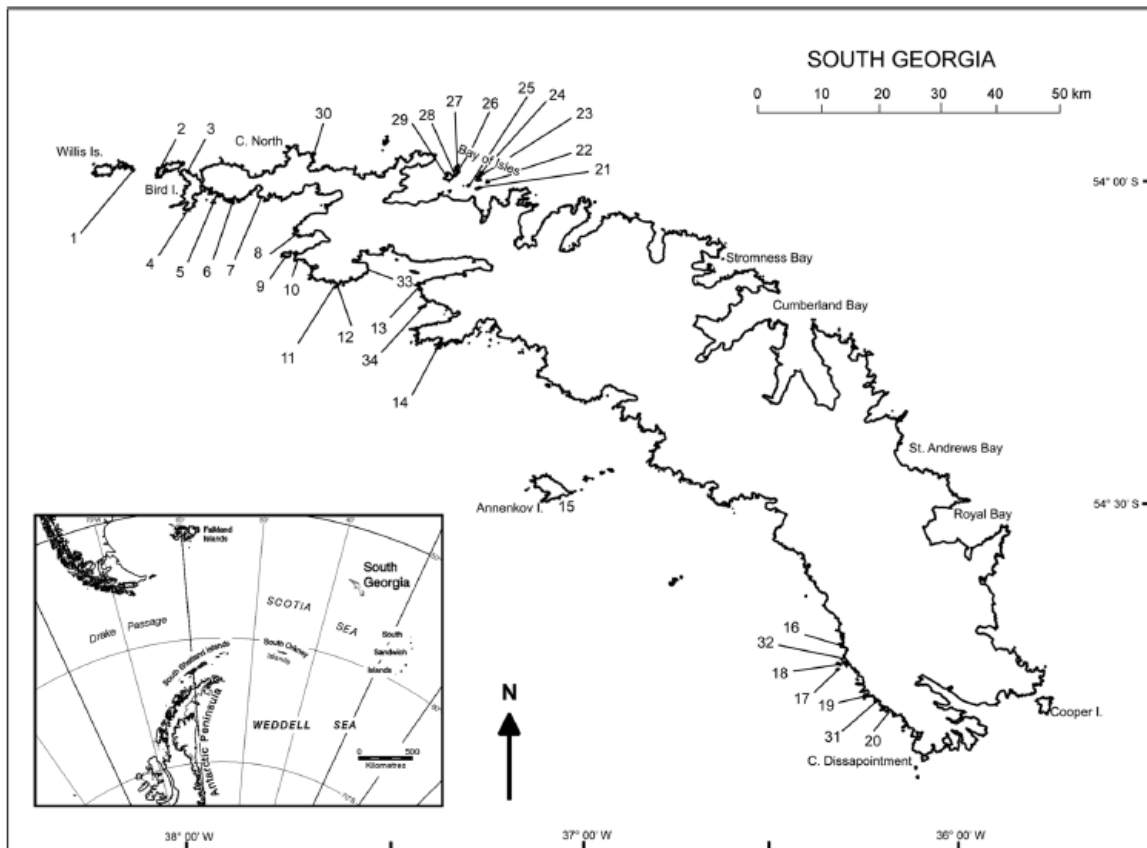 SOUTH GEORGIA
0 10 20 30 40 50 km
25
27 26 24
30 28 23
2 3 C. North 29
Willis Is. Bay of Isles 22
21 54° 00' S
Bird I.
1
4 5 6 7 8
9 10 33 Stromness Bay
13 Cumberland Bay
11 12 34
14
St. Andrews Bay
Annenkov I. 15 54° 30' S
Royal Bay
16
32
18
17
19 Cooper I.
31 20
C. Dissapointment
N
Falkland
Islands
South
Georgia
SCOTIA
SEA
Drake Passage
South
Sandwich
Islands
South Orkney
Islands
South Shetland Islands
WEDDELL SEA
Antarctic Peninsula
0 500
Kilometres
70°S
38° 00' W 37° 00' W 36° 00' W